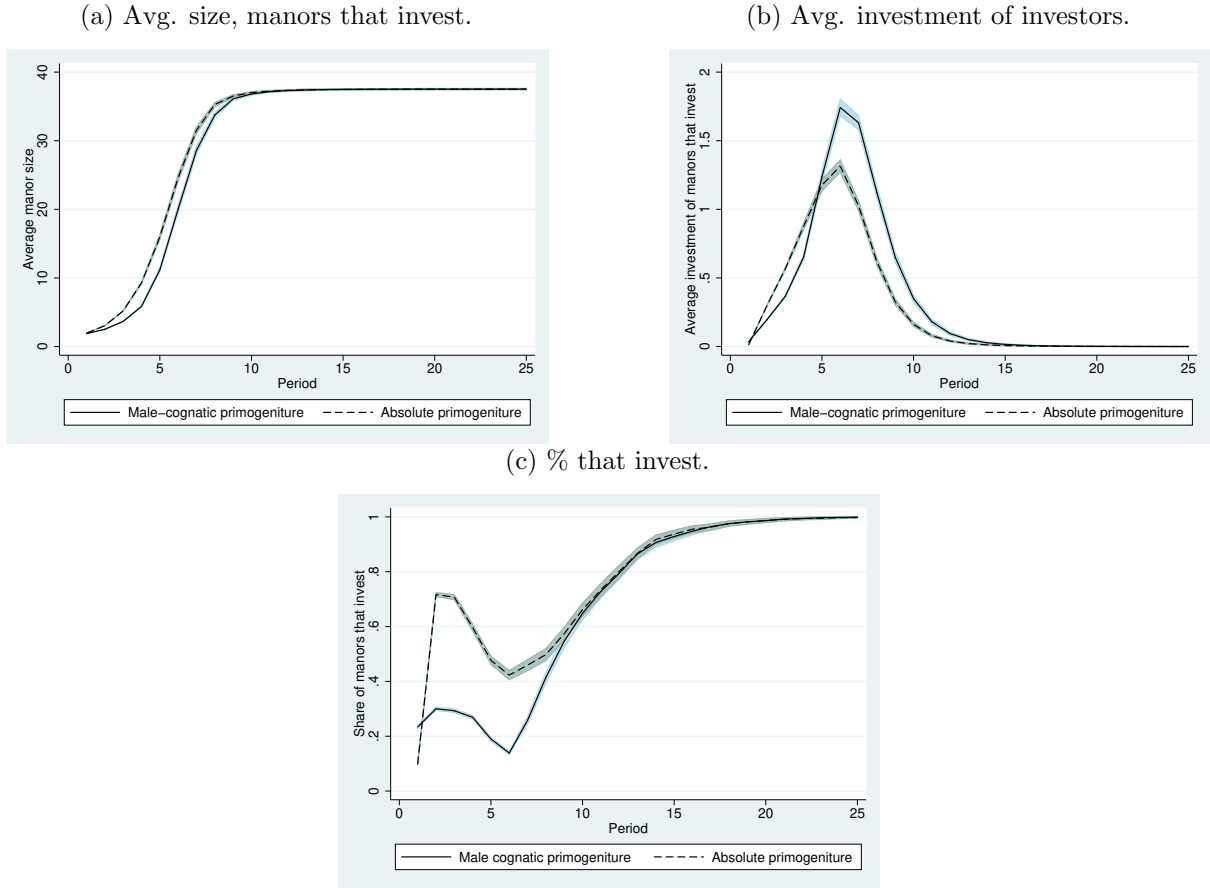 (a) Avg. size, manors that invest.
Average manor size
40
30
20
10
0
0 5 10 15 20 25
Period
Male−cognatic primogeniture Absolute primogeniture
(b) Avg. investment of investors.
Average investment of manors that invest
2
1.5
1
.5
0
0 5 10 15 20 25
Period
Male−cognatic primogeniture Absolute primogeniture
(c) % that invest.
Share of manors that invest
1
.8
.6
.4
.2
0
0 5 10 15 20 25
Period
Male cognatic primogeniture Absolute primogeniture